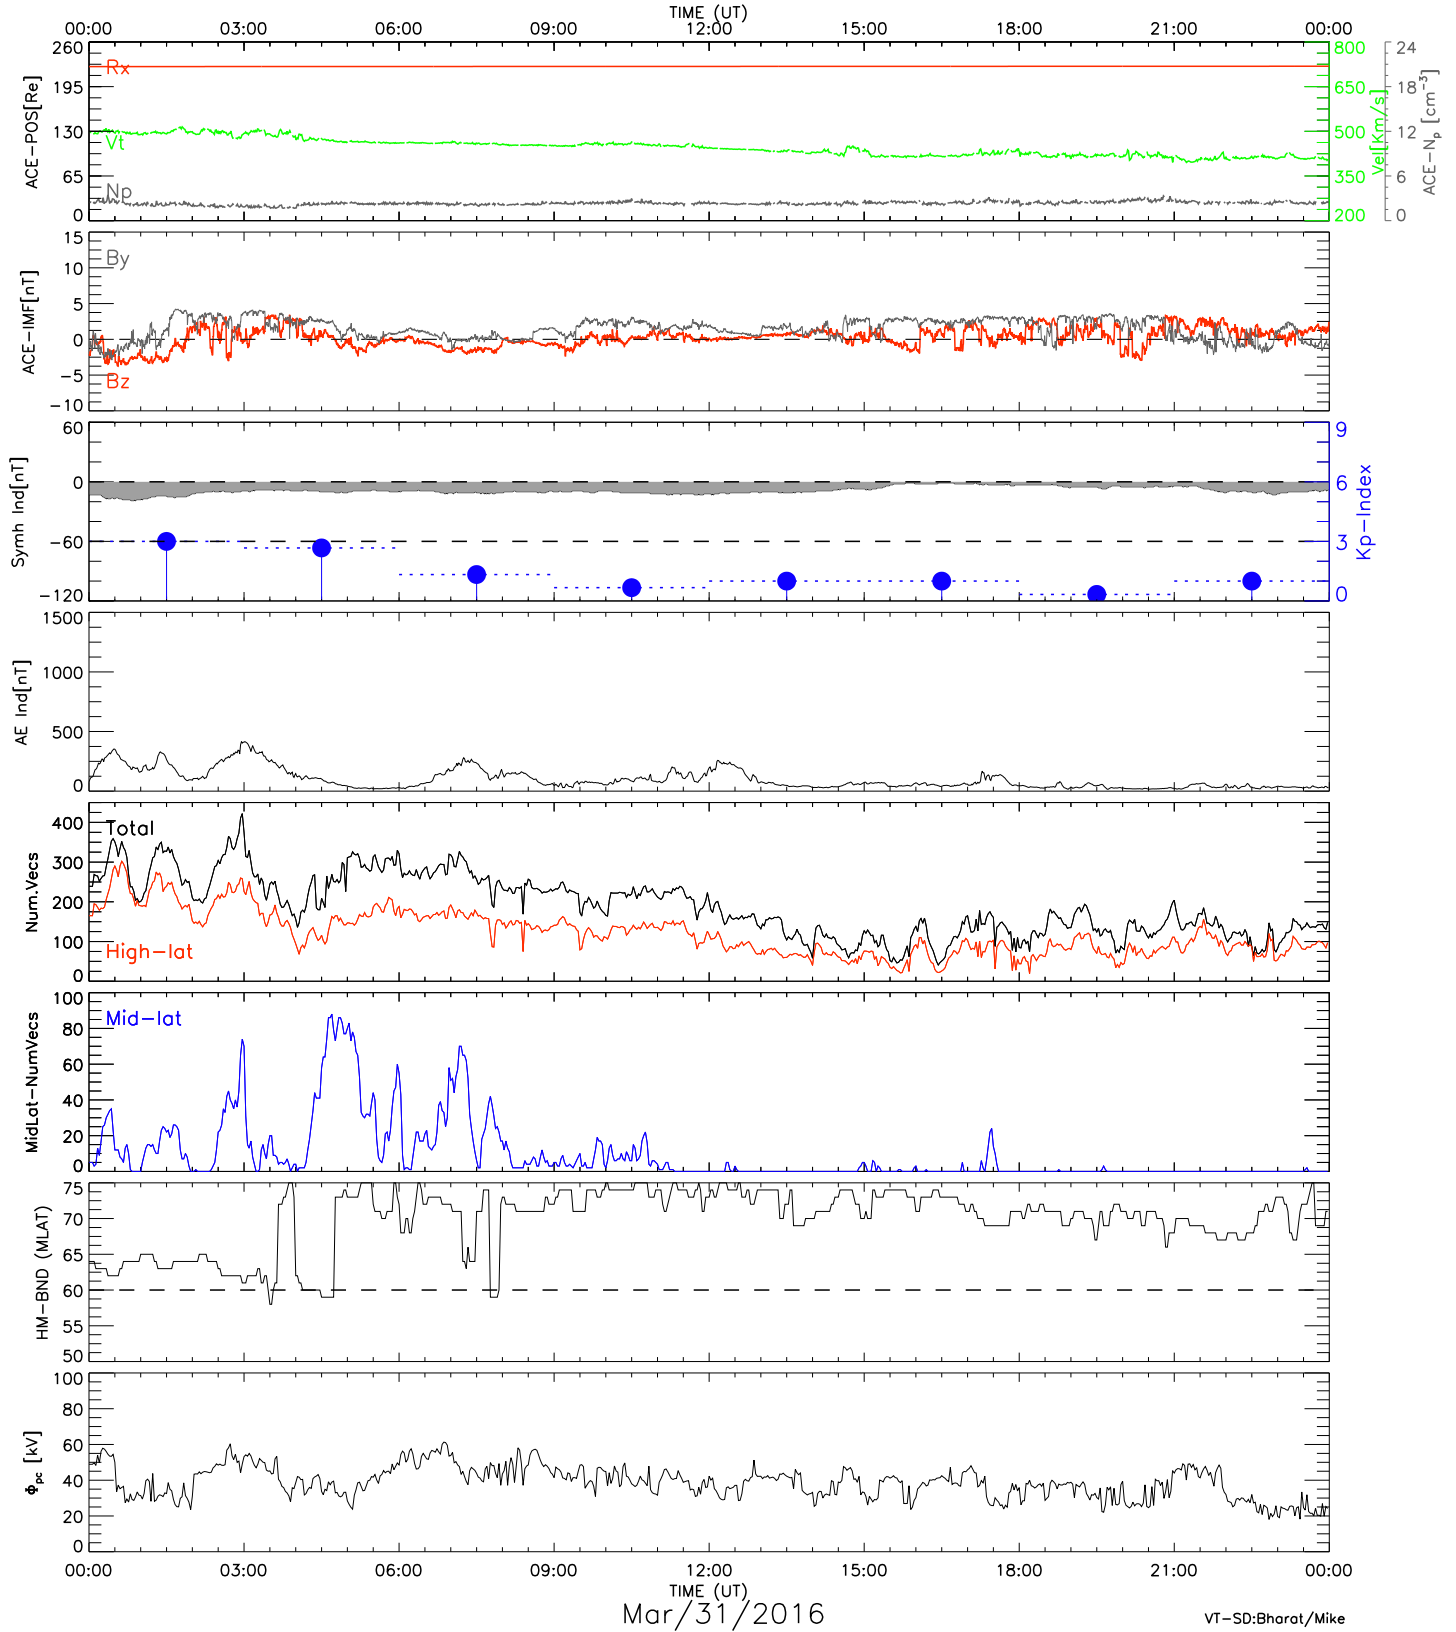 TIME (UT)
00:00 03:00 06:00 09:00 12:00 15:00 18:00 21:00 00:00
260
195
130
65
0
ACE-POS[Re]
Rx
Vt
Np
800
650
500
350
200
Vel[Km/s]
24
18
12
6
0
ACE-Np [cm-3]
15
10
5
0
-5
-10
ACE-IMF[nT]
By
Bz
60
0
-60
-120
Symh Ind[nT]
9
6
3
0
Kp-Index
1500
1000
500
0
AE Ind[nT]
400
300
200
100
0
Num.Vecs
Total
High-lat
100
80
60
40
20
0
MidLat-NumVecs
Mid-lat
75
70
65
60
55
50
HM-BND (MLAT)
100
80
60
40
20
0
Φpc [kV]
00:00 03:00 06:00 09:00 12:00 15:00 18:00 21:00 00:00
TIME (UT)
Mar/31/2016
VT-SD:Bharat/Mike